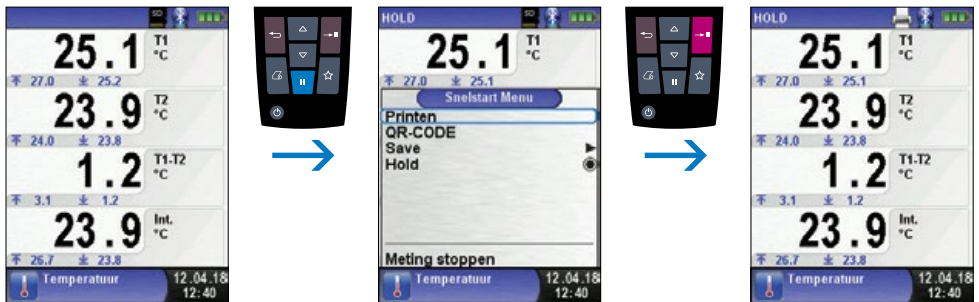 SD
25.1 T1 °C
27.0 25.2
23.9 T2 °C
24.0 23.8
1.2 T1-T2 °C
3.1 1.2
23.9 Int. °C
26.7 23.8
Temperatuur 12.04.18
12:40
HOLD SD
25.1 T1 °C
27.0 25.1
Snelstart Menu
Printen
QR-CODE
Save
Hold
Meting stoppen
Temperatuur 12.04.18
12:40
HOLD
25.1 T1 °C
27.0 25.1
23.9 T2 °C
24.0 23.8
1.2 T1-T2 °C
3.1 1.2
23.9 Int. °C
26.7 23.8
Temperatuur 12.04.18
12:40